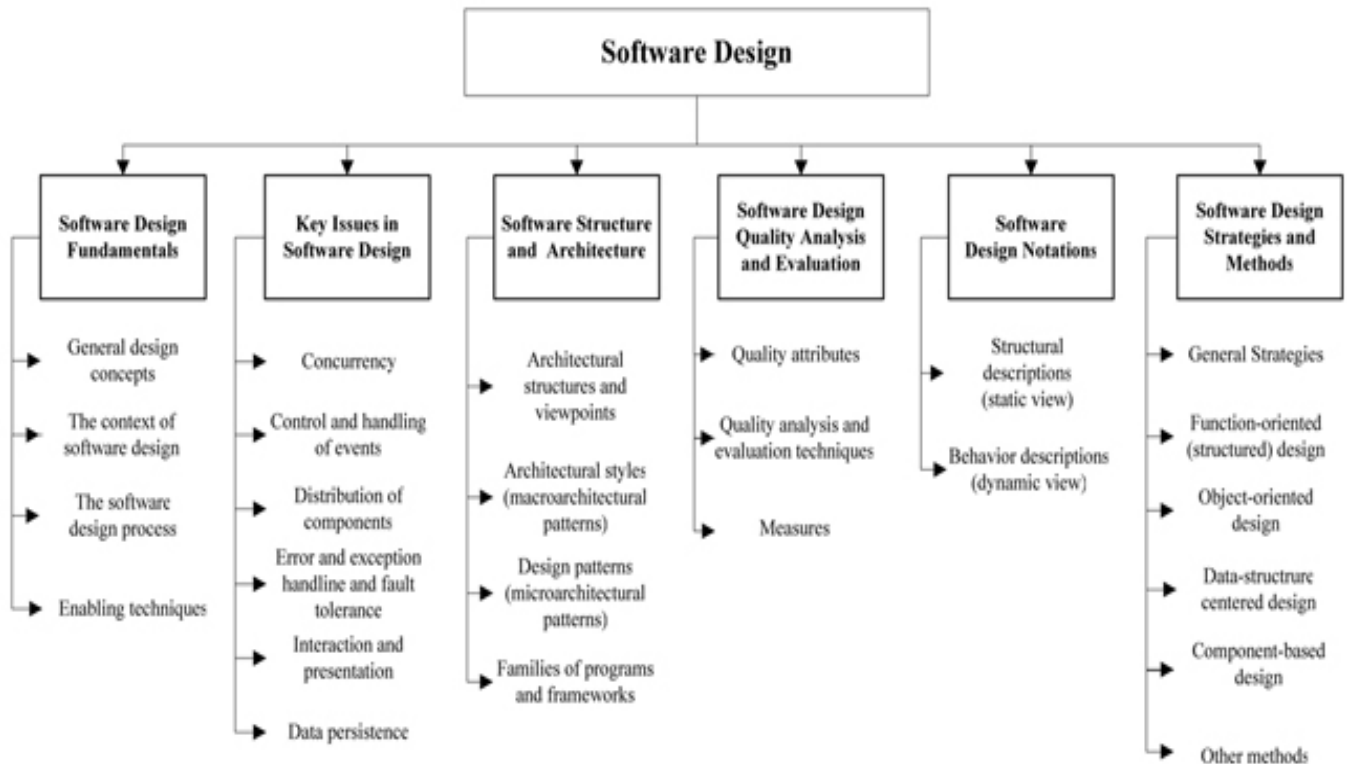 Software Design
Software Design
Fundamentals
General design
concepts
The context of
software design
The software
design process
Enabling techniques
Key Issues in
Software Design
Concurrency
Control and handling
of events
Distribution of
components
Error and exception
handline and fault
tolerance
Interaction and
presentation
Data persistence
Software Structure
and Architecture
Architectural
structures and
viewpoints
Architectural styles
(macroarchitectural
patterns)
Design patterns
(microarchitectural
patterns)
Families of programs
and frameworks
Software Design
Quality Analysis
and Evaluation
Quality attributes
Quality analysis and
evaluation techniques
Measures
Software
Design Notations
Structural
descriptions
(static view)
Behavior descriptions
(dynamic view)
Software Design
Strategies and
Methods
General Strategies
Function-oriented
(structured) design
Object-oriented
design
Data-structrure
centered design
Component-based
design
Other methods